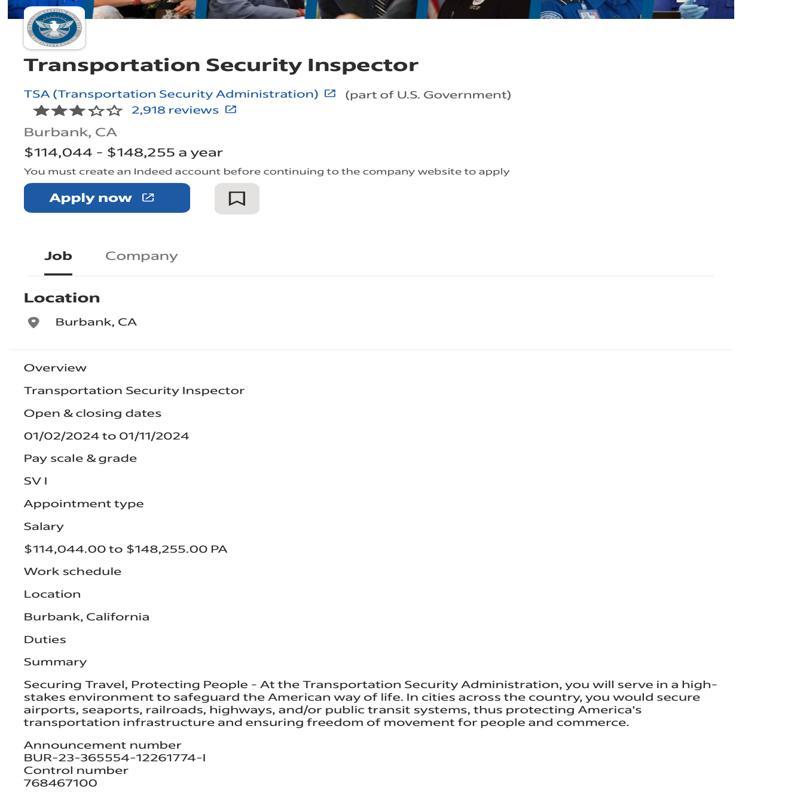 Transportation Security Inspector
TSA (Transportation Security Administration) (part of U.S. Government)
2,918 reviews
Burbank, CA
$114,044 - $148,255 a year
You must create an Indeed account before continuing to the company website to apply
Apply now
Job Company
Location
Burbank, CA
Overview
Transportation Security Inspector
Open & closing dates
01/02/2024 to 01/11/2024
Pay scale & grade
SV I
Appointment type
Salary
$114,044.00 to $148,255.00 PA
Work schedule
Location
Burbank, California
Duties
Summary
Securing Travel, Protecting People - At the Transportation Security Administration, you will serve in a high-
stakes environment to safeguard the American way of life. In cities across the country, you would secure
airports, seaports, railroads, highways, and/or public transit systems, thus protecting America's
transportation infrastructure and ensuring freedom of movement for people and commerce.
Announcement number
BUR-23-365554-12261774-I
Control number
768467100